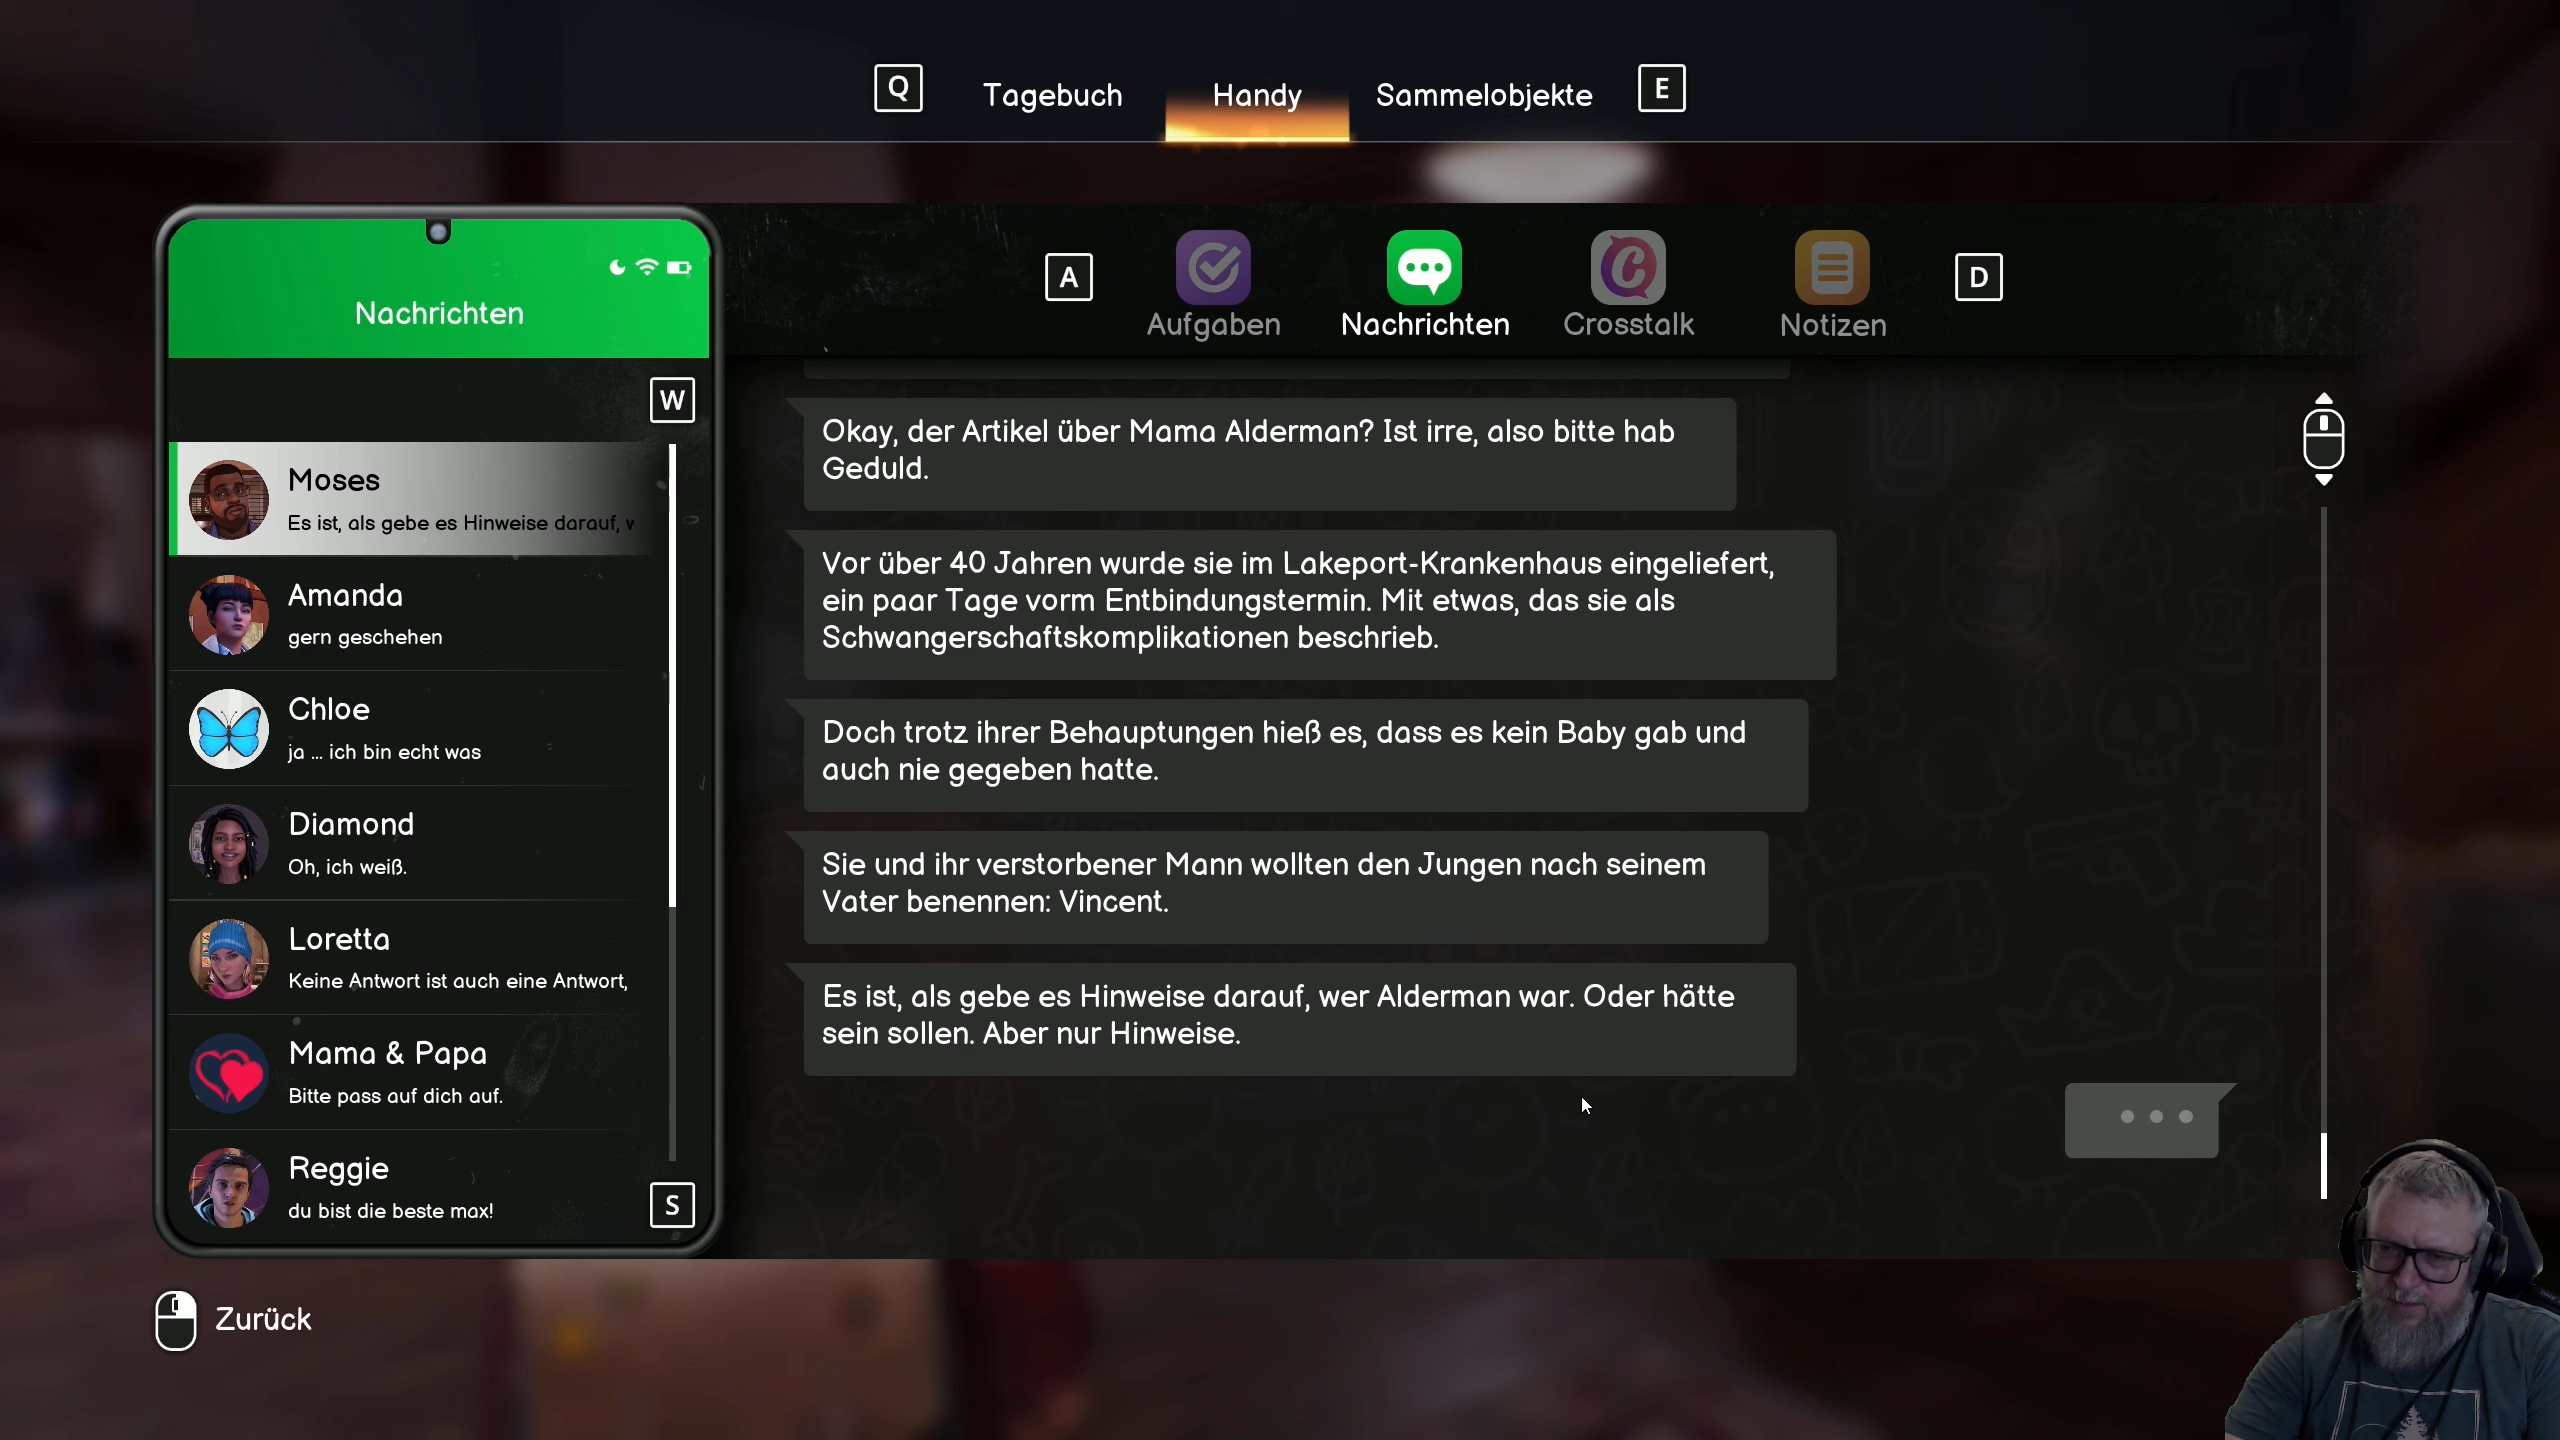 Q
Tagebuch
Handy
Sammelobjekte
E
Nachrichten
A
Aufgaben
Nachrichten
Crosstalk
Notizen
D
W
Moses
Es ist, als gebe es Hinweise darauf, w
Amanda
gern geschehen
Chloe
ja ... ich bin echt was
Diamond
Oh, ich weiß.
Loretta
Keine Antwort ist auch eine Antwort,
Mama & Papa
Bitte pass auf dich auf.
Reggie
du bist die beste max!
S
Okay, der Artikel über Mama Alderman? Ist irre, also bitte hab
Geduld.
Vor über 40 Jahren wurde sie im Lakeport-Krankenhaus eingeliefert,
ein paar Tage vorm Entbindungstermin. Mit etwas, das sie als
Schwangerschaftskomplikationen beschrieb.
Doch trotz ihrer Behauptungen hieß es, dass es kein Baby gab und
auch nie gegeben hatte.
Sie und ihr verstorbener Mann wollten den Jungen nach seinem
Vater benennen: Vincent.
Es ist, als gebe es Hinweise darauf, wer Alderman war. Oder hätte
sein sollen. Aber nur Hinweise.
Zurück